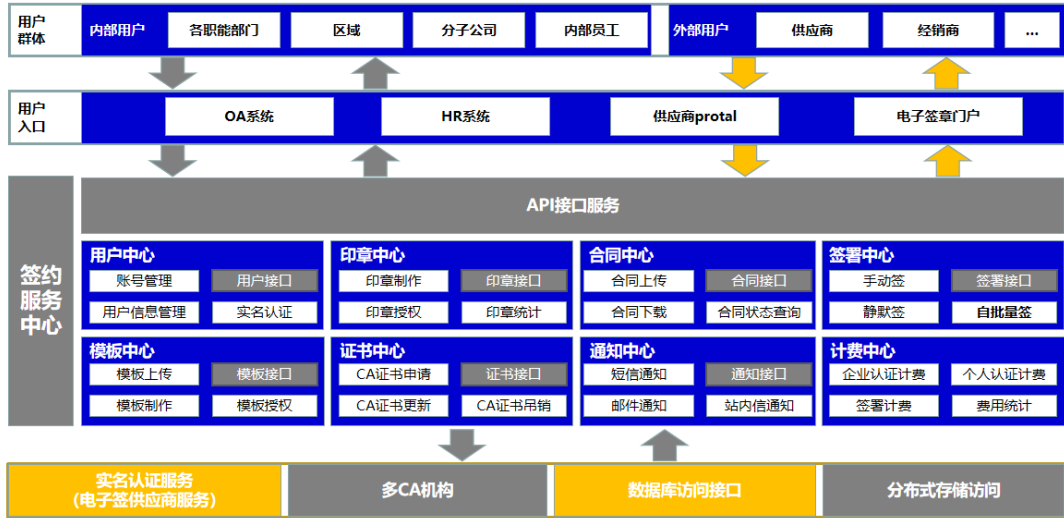 用户
群体
内部用户
各职能部门
区域
分子公司
内部员工
外部用户
供应商
经销商
...
用户
入口
OA系统
HR系统
供应商protal
电子签章门户
签约
服务
中心
API接口服务
用户中心
账号管理
用户接口
用户信息管理
实名认证
印章中心
印章制作
印章接口
印章授权
印章统计
合同中心
合同上传
合同接口
合同下载
合同状态查询
签署中心
手动签
签署接口
静默签
自批量签
模板中心
模板上传
模板接口
模板制作
模板授权
证书中心
CA证书申请
证书接口
CA证书更新
CA证书吊销
通知中心
短信通知
通知接口
邮件通知
站内信通知
计费中心
企业认证计费
个人认证计费
签署计费
费用统计
实名认证服务
(电子签供应商服务)
多CA机构
数据库访问接口
分布式存储访问